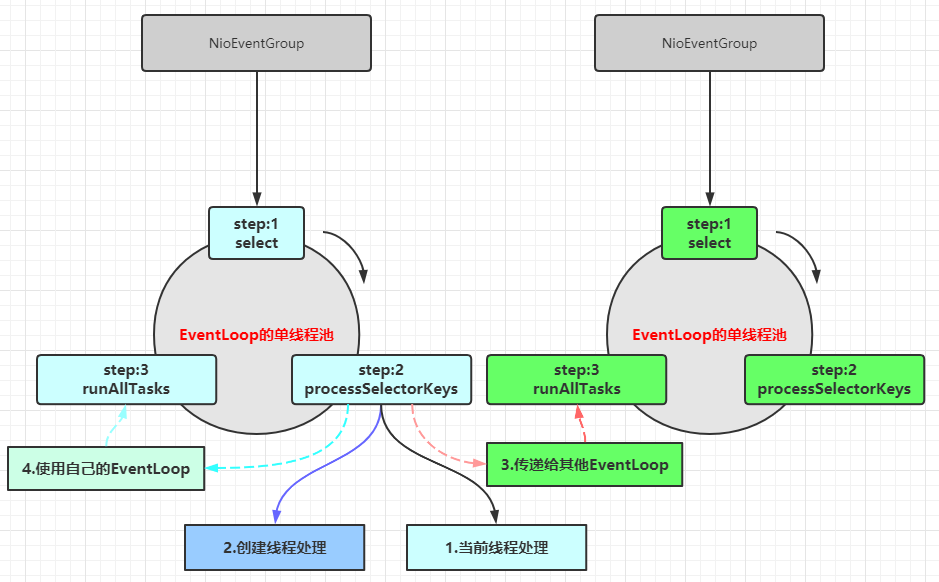 NioEventGroup
NioEventGroup
step:1
select
step:1
select
EventLoop的单线程池
EventLoop的单线程池
step:3
runAllTasks
step:2
processSelectorKeys
step:3
runAllTasks
step:2
processSelectorKeys
4.使用自己的EventLoop
3.传递给其他EventLoop
2.创建线程处理
1.当前线程处理